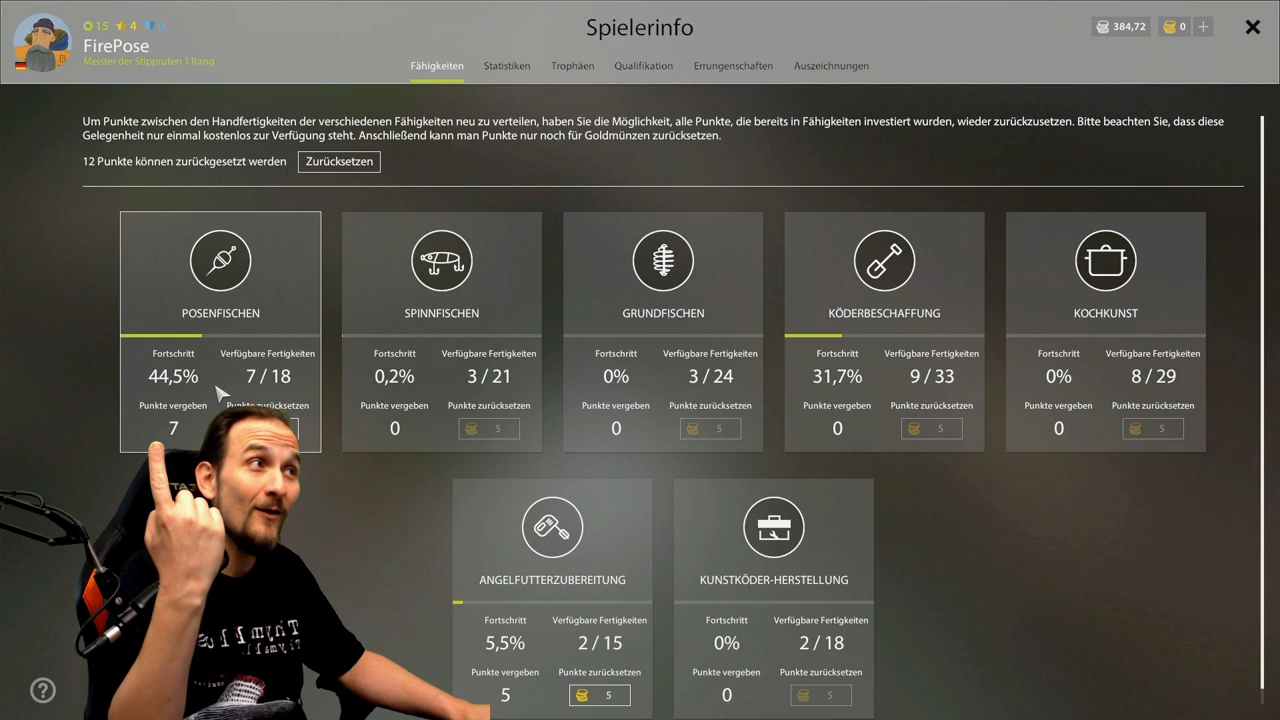 15 4 0
FirePose
Meister der Stippruten 1 Rang
Spielerinfo
384,72 0 +
Fähigkeiten Statistiken Trophäen Qualifikation Errungenschaften Auszeichnungen
Um Punkte zwischen den Handfertigkeiten der verschiedenen Fähigkeiten neu zu verteilen, haben Sie die Möglichkeit, alle Punkte, die bereits in Fähigkeiten investiert wurden, wieder zurückzusetzen. Bitte beachten Sie, dass diese
Gelegenheit nur einmal kostenlos zur Verfügung steht. Anschließend kann man Punkte nur noch für Goldmünzen zurücksetzen.
12 Punkte können zurückgesetzt werden Zurücksetzen
POSENFISCHEN SPINNFISCHEN GRUNDFISCHEN KÖDERBESCHAFFUNG KOCHKUNST
Fortschritt Verfügbare Fertigkeiten Fortschritt Verfügbare Fertigkeiten Fortschritt Verfügbare Fertigkeiten Fortschritt Verfügbare Fertigkeiten Fortschritt Verfügbare Fertigkeiten
44,5% 7 / 18 0,2% 3 / 21 0% 3 / 24 31,7% 9 / 33 0% 8 / 29
Punkte vergeben Punkte zurücksetzen Punkte vergeben Punkte zurücksetzen Punkte vergeben Punkte zurücksetzen Punkte vergeben Punkte zurücksetzen Punkte vergeben Punkte zurücksetzen
7 0 5 0 5 0 5 0 5
ANGELFUTTERZUBEREITUNG KUNSTKÖDER-HERSTELLUNG
Fortschritt Verfügbare Fertigkeiten Fortschritt Verfügbare Fertigkeiten
5,5% 2 / 15 0% 2 / 18
Punkte vergeben Punkte zurücksetzen Punkte vergeben Punkte zurücksetzen
5 5 0 5
?